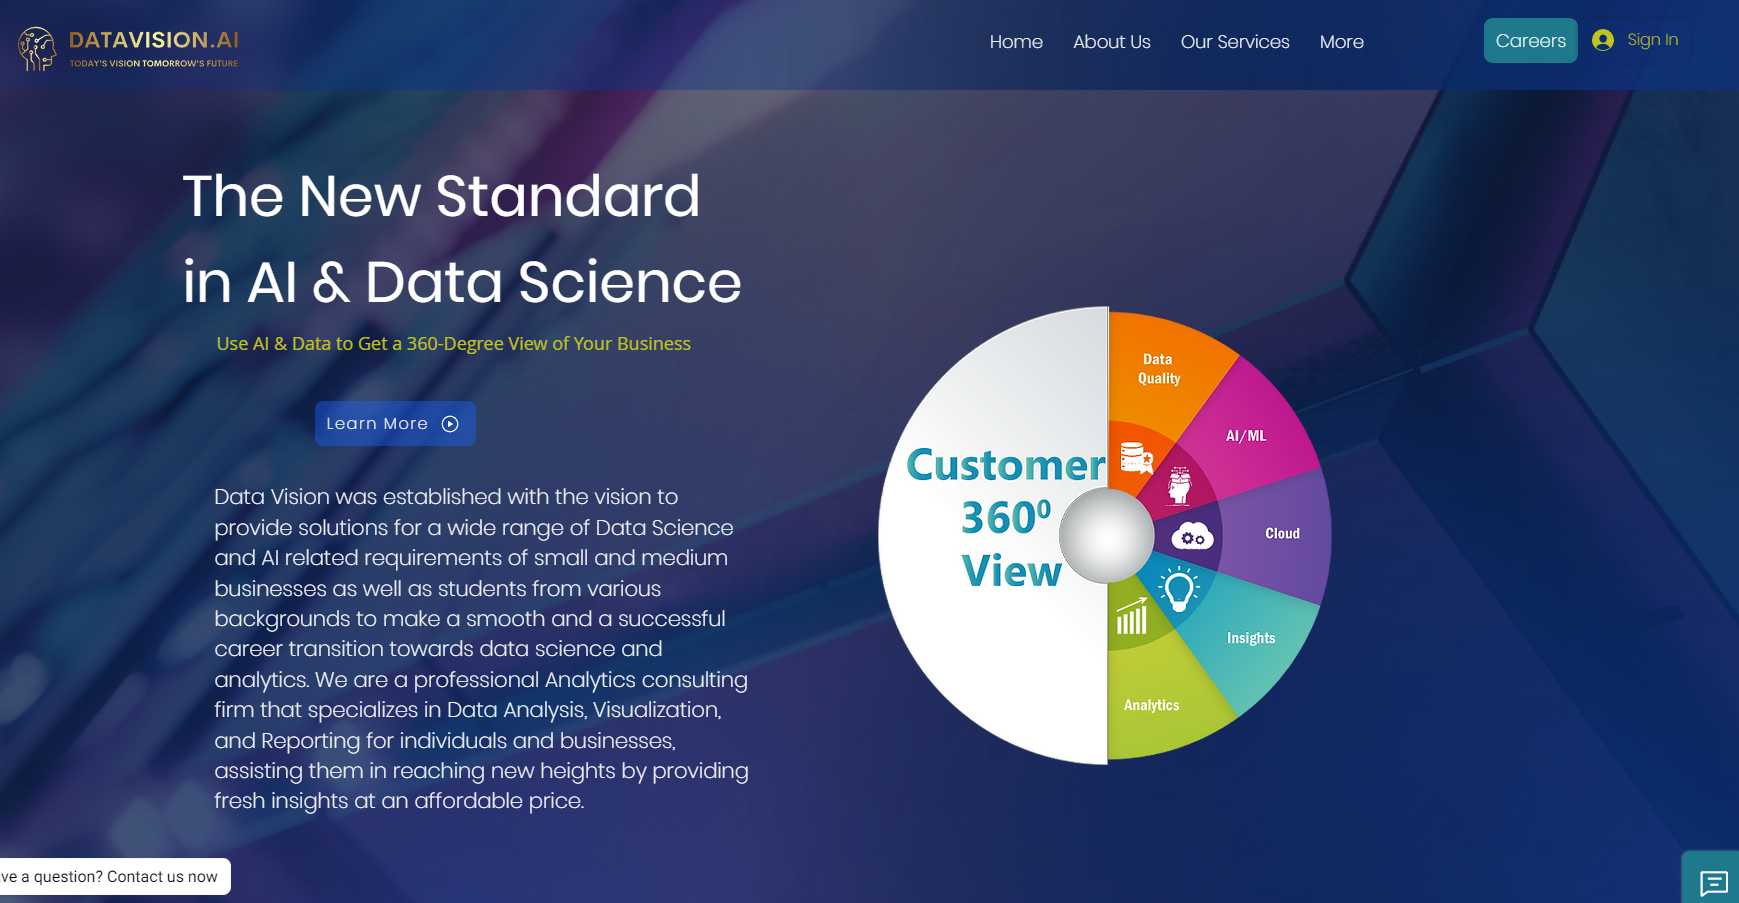 DATAVISION.AI
TODAY'S VISION TOMORROW'S FUTURE
Home
About Us
Our Services
More
Careers
Sign In
The New Standard
in AI & Data Science
Use AI & Data to Get a 360-Degree View of Your Business
Learn More
Data Vision was established with the vision to
provide solutions for a wide range of Data Science
and AI related requirements of small and medium
businesses as well as students from various
backgrounds to make a smooth and a successful
career transition towards data science and
analytics. We are a professional Analytics consulting
firm that specializes in Data Analysis, Visualization,
and Reporting for individuals and businesses,
assisting them in reaching new heights by providing
fresh insights at an affordable price.
Customer
360⁰
View
Data
Quality
AI/ML
Cloud
Insights
Analytics
ve a question? Contact us now